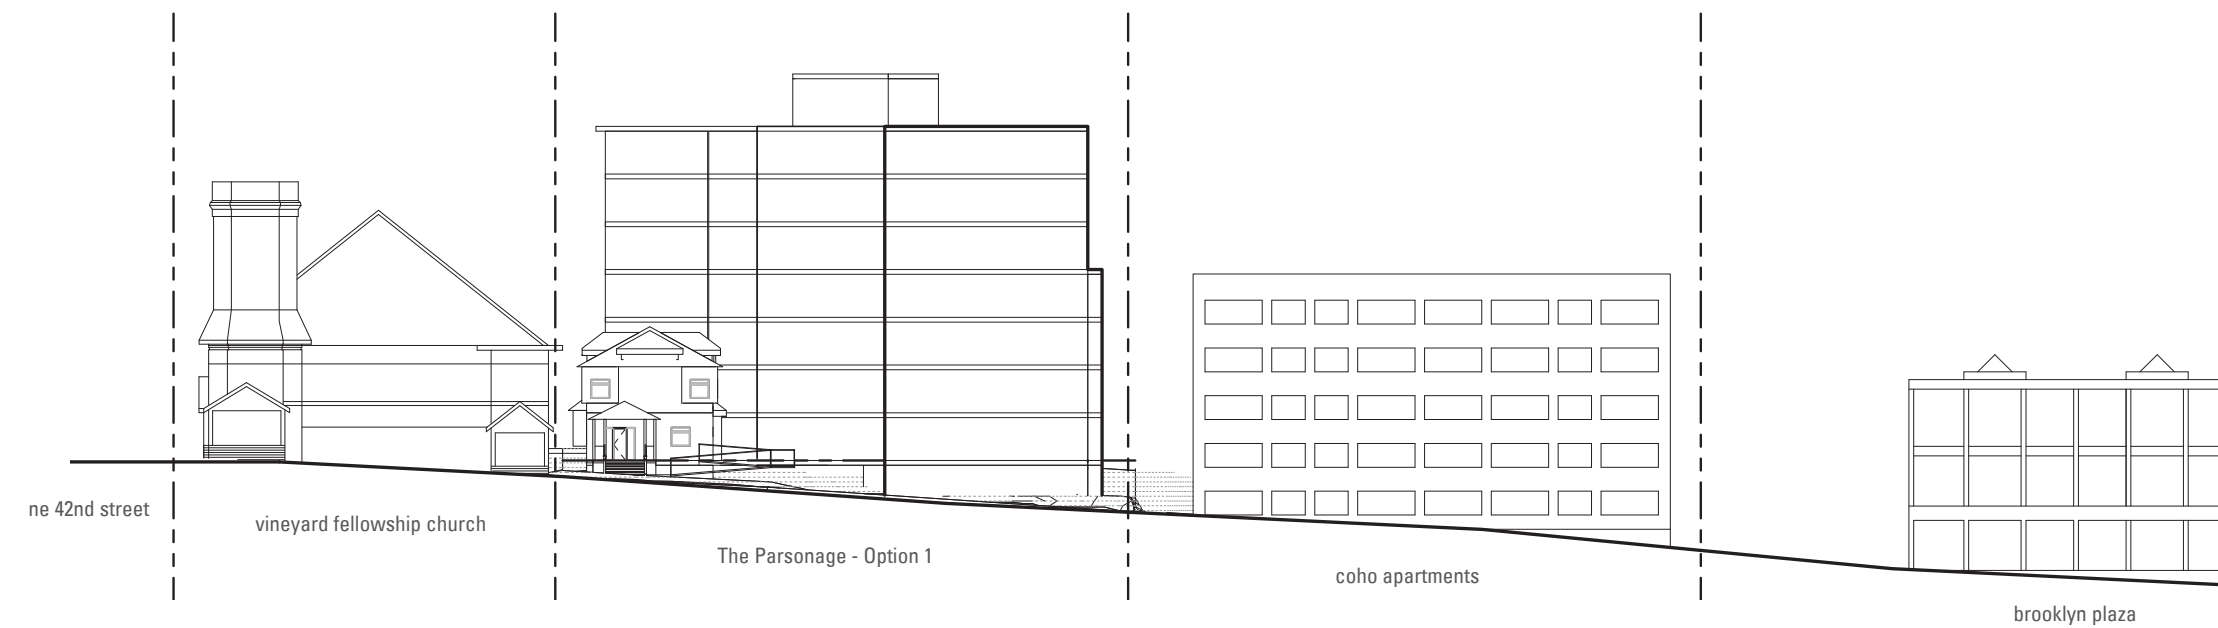 ne 42nd street
vineyard fellowship church
The Parsonage - Option 1
coho apartments
brooklyn plaza